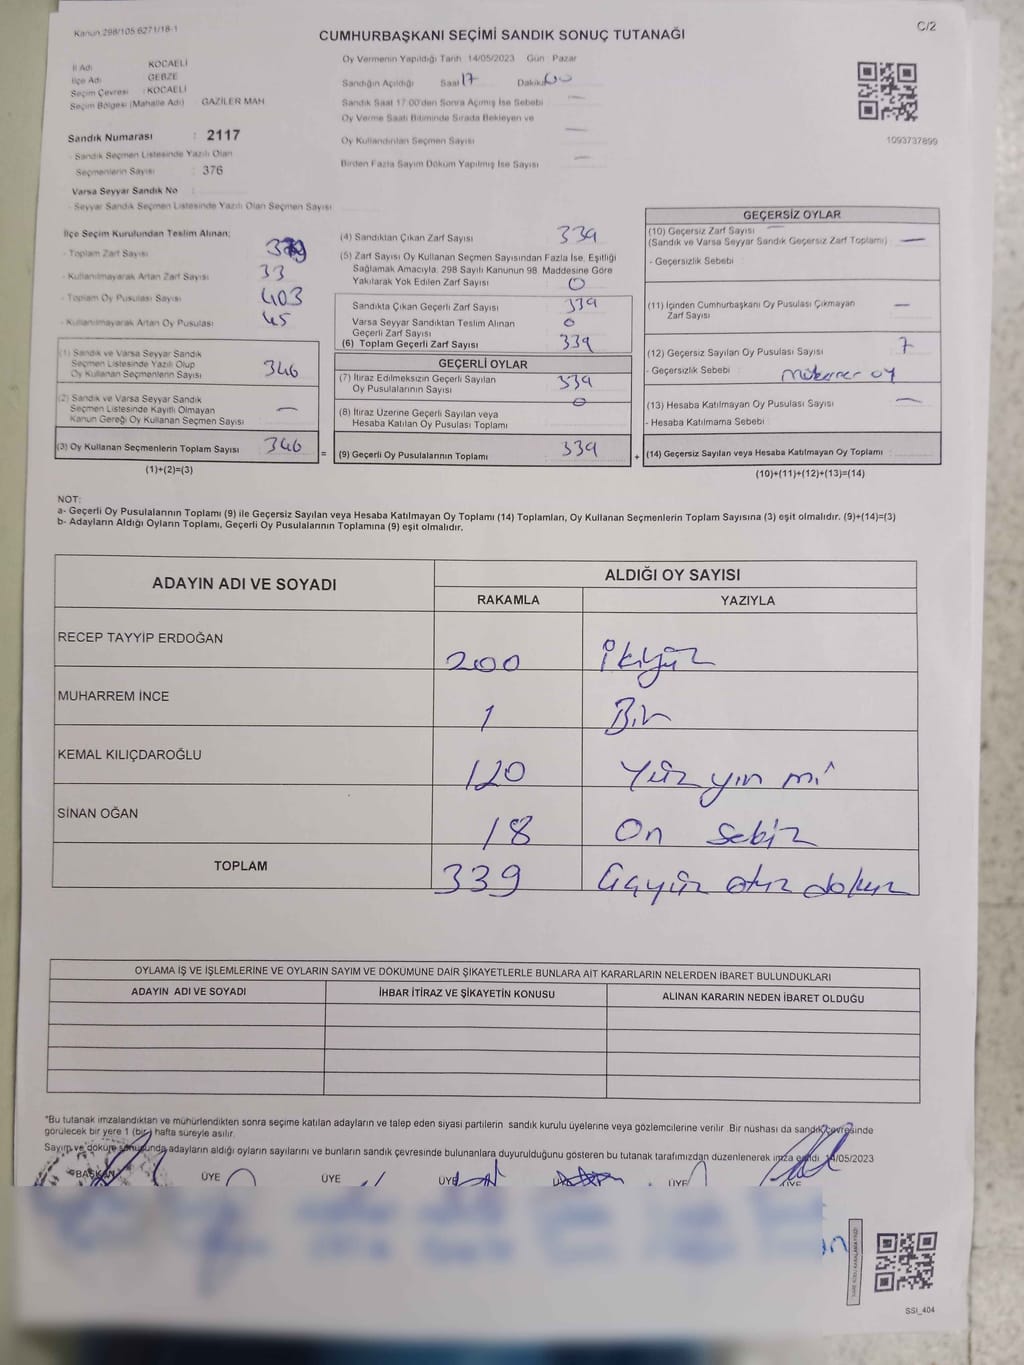 Kanun 298/105 6271/18-1
C/2
CUMHURBAŞKANI SEÇİMİ SANDIK SONUÇ TUTANAĞI
İl Adı KOCAELİ
İlçe Adı GEBZE
Seçim Çevresi : KOCAELİ
Seçim Bölgesi (Mahalle Adı) GAZİLER MAH
Sandık Numarası : 2117
- Sandık Seçmen Listesinde Yazılı Olan
Seçmenlerin Sayısı : 376
Varsa Seyyar Sandık No
- Seyyar Sandık Seçmen Listesinde Yazılı Olan Seçmen Sayısı
Oy Vermenin Yapıldığı Tarih 14/05/2023 Gün Pazar
Sandığın Açıldığı Saat 17 Dakika 00
Sandık Saat 17:00'den Sonra Açımış İse Sebebi —
Oy Verme Saati Bitiminde Sırada Bekleyen ve
Oy Kullandırılan Seçmen Sayısı —
Birden Fazla Sayım Döküm Yapılmış İse Sayısı —
1093737899
İlçe Seçim Kurulundan Teslim Alınan;
- Toplam Zarf Sayısı
- Kullanılmayarak Artan Zarf Sayısı 33
- Toplam Oy Pusulası Sayısı 403
- Kullanılmayarak Artan Oy Pusulası 45
(1) Sandık ve Varsa Seyyar Sandık
Seçmen Listesinde Yazılı Olup
Oy Kullanan Seçmenlerin Sayısı 346
(2) Sandık ve Varsa Seyyar Sandık
Seçmen Listesinde Kayıtlı Olmayan
Kanun Gereği Oy Kullanan Seçmen Sayısı —
(3) Oy Kullanan Seçmenlerin Toplam Sayısı 346
(1)+(2)=(3)
(4) Sandıktan Çıkan Zarf Sayısı 339
(5) Zarf Sayısı Oy Kullanan Seçmen Sayısından Fazla İse, Eşitliği
Sağlamak Amacıyla, 298 Sayılı Kanunun 98. Maddesine Göre
Yakılarak Yok Edilen Zarf Sayısı 0
Sandıkta Çıkan Geçerli Zarf Sayısı 339
Varsa Seyyar Sandıktan Teslim Alınan
Geçerli Zarf Sayısı 0
(6) Toplam Geçerli Zarf Sayısı 339
GEÇERLİ OYLAR
(7) İtiraz Edilmeksizin Geçerli Sayılan
Oy Pusulalarının Sayısı 339
(8) İtiraz Üzerine Geçerli Sayılan veya
Hesaba Katılan Oy Pusulası Toplamı 0
= (9) Geçerli Oy Pusulalarının Toplamı 339
GEÇERSİZ OYLAR
(10) Geçersiz Zarf Sayısı —
(Sandık ve Varsa Seyyar Sandık Geçersiz Zarf Toplamı) —
- Geçersizlik Sebebi
(11) İçinden Cumhurbaşkanı Oy Pusulası Çıkmayan
Zarf Sayısı —
(12) Geçersiz Sayılan Oy Pusulası Sayısı 7
- Geçersizlik Sebebi oy
(13) Hesaba Katılmayan Oy Pusulası Sayısı —
- Hesaba Katılmama Sebebi
+ (14) Geçersiz Sayılan veya Hesaba Katılmayan Oy Toplamı
(10)+(11)+(12)+(13)=(14)
NOT:
a- Geçerli Oy Pusulalarının Toplamı (9) ile Geçersiz Sayılan veya Hesaba Katılmayan Oy Toplamı (14) Toplamları, Oy Kullanan Seçmenlerin Toplam Sayısına (3) eşit olmalıdır. (9)+(14)=(3)
b- Adayların Aldığı Oyların Toplamı, Geçerli Oy Pusulalarının Toplamına (9) eşit olmalıdır.
ADAYIN ADI VE SOYADI
ALDIĞI OY SAYISI
RAKAMLA YAZIYLA
RECEP TAYYİP ERDOĞAN 200 ikiyüz
MUHARREM İNCE 1 Bir
KEMAL KILIÇDAROĞLU 120 Yüz yirmi
SİNAN OĞAN 18 On sekiz
TOPLAM 339 üçyüz otuz dokuz
OYLAMA İŞ VE İŞLEMLERİNE VE OYLARIN SAYIM VE DÖKÜMÜNE DAİR ŞİKAYETLERLE BUNLARA AİT KARARLARIN NELERDEN İBARET BULUNDUKLARI
ADAYIN ADI VE SOYADI İHBAR İTİRAZ VE ŞİKAYETİN KONUSU ALINAN KARARIN NEDEN İBARET OLDUĞU
*Bu tutanak imzalandıktan ve mühürlendikten sonra seçime katılan adayların ve talep eden siyasi partilerin sandık kurulu üyelerine veya gözlemcilerine verilir. Bir nüshası da sandık çevresinde
görülecek bir yere 1 (bir) hafta süreyle asılır.
Sayım ve döküm sonucunda adayların aldığı oyların sayılarını ve bunların sandık çevresinde bulunanlara duyurulduğunu gösteren bu tutanak tarafımızdan düzenlenerek imza edildi. 14/05/2023
BAŞKAN ÜYE ÜYE ÜYE ÜYE ÜYE
SSİ_404